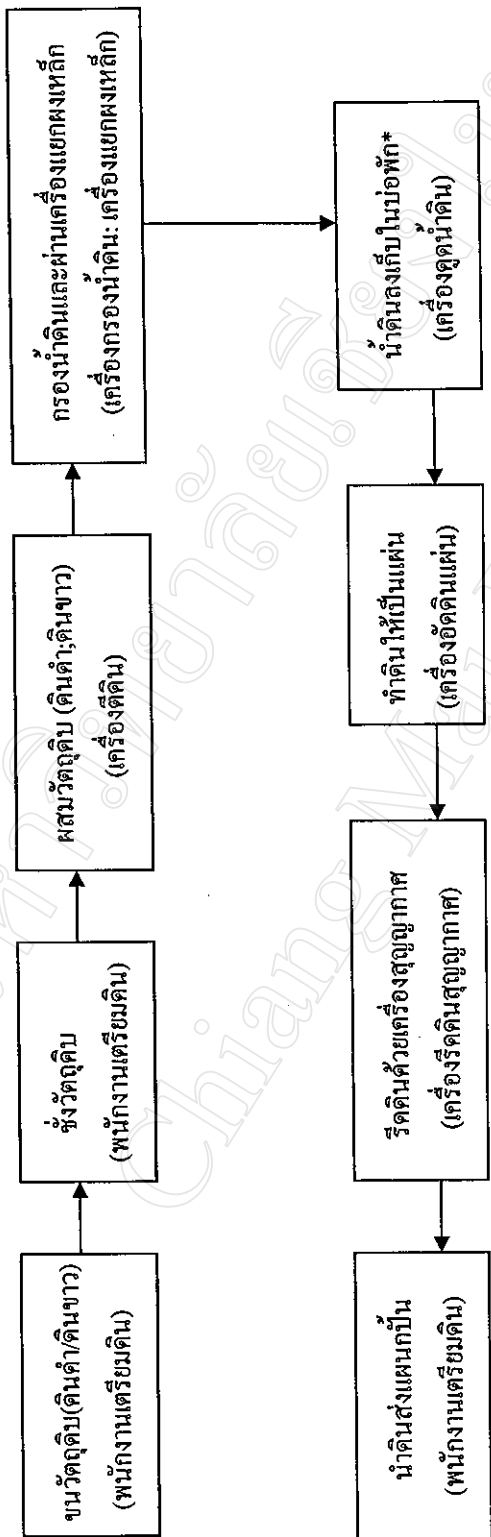 ขนวัตถุดิบ(ดินดำ/ดินขาว)
(พนักงานเตรียมดิน)
ชั่งวัตถุดิบ
(พนักงานเตรียมดิน)
ผสมวัตถุดิบ (ดินดำ;ดินขาว)
(เครื่องตีดิน)
กรองน้ำดินและผ่านเครื่องแยกผงเหล็ก
(เครื่องกรองน้ำดิน: เครื่องแยกผงเหล็ก)
น้ำดินลงเก็บในบ่อพัก*
(เครื่องดูดน้ำดิน)
ทำดินให้เป็นแผ่น
(เครื่องอัดดินแผ่น)
รีดดินด้วยเครื่องสุญญากาศ
(เครื่องรีดดินสุญญากาศ)
นำดินส่งแผนกปั้น
(พนักงานเตรียมดิน)
Chiang Mai